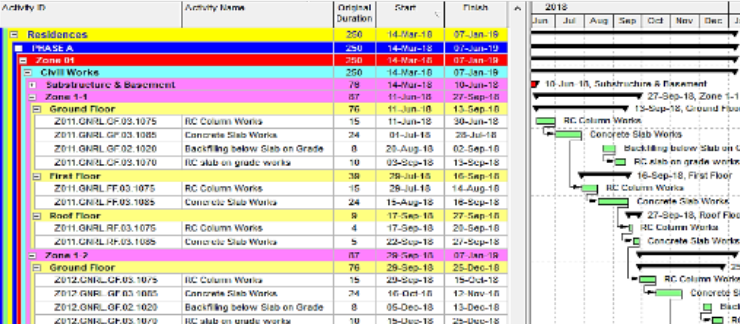 Activity ID Activity Name Original Duration Start Finish 2018
Jun Jul Aug Sep Oct Nov Dec
Residences 250 14-Mar-18 07-Jan-19
PHASE A 250 14-Mar-18 07-Jan-19
Zone 01 250 14-Mar-18 07-Jan-19
Civil Works 250 14-Mar-18 07-Jan-19
Substructure & Basement 76 14-Mar-18 10-Jun-18 10-Jun-18, Substructure & Basement
Zone 1-1 87 11-Jun-18 27-Sep-18 27-Sep-18, Zone 1-1
Ground Floor 76 11-Jun-18 13-Sep-18 13-Sep-18, Ground Floor
Z011.GNRL.GF.03.1075 RC Column Works 15 11-Jun-18 30-Jun-18 RC Column Works
Z011.GNRL.GF.03.1085 Concrete Slab Works 24 01-Jul-18 28-Jul-18 Concrete Slab Works
Z011.GNRL.GF.02.1020 Backfilling below Slab on Grade 8 20-Aug-18 02-Sep-18 Backfilling below Slab on G
Z011.GNRL.GF.03.1070 RC slab on grade works 10 03-Sep-18 13-Sep-18 RC slab on grade works
First Floor 39 29-Jul-18 16-Sep-18 16-Sep-18, First Floor
Z011.GNRL.FF.03.1075 RC Column Works 15 29-Jul-18 14-Aug-18 RC Column Works
Z011.GNRL.FF.03.1085 Concrete Slab Works 24 15-Aug-18 16-Sep-18 Concrete Slab Works
Roof Floor 9 17-Sep-18 27-Sep-18 27-Sep-18, Roof Floo
Z011.GNRL.RF.03.1075 RC Column Works 4 17-Sep-18 20-Sep-18 RC Column Works
Z011.GNRL.RF.03.1085 Concrete Slab Works 5 22-Sep-18 27-Sep-18 Concrete Slab Works
Zone 1-2 87 29-Sep-18 07-Jan-19
Ground Floor 76 29-Sep-18 25-Dec-18 25
Z012.GNRL.GF.03.1075 RC Column Works 15 29-Sep-18 15-Oct-18 RC Column Works
Z012.GNRL.GF.03.1085 Concrete Slab Works 24 16-Oct-18 12-Nov-18 Concrete S
Z012.GNRL.GF.02.1020 Backfilling below Slab on Grade 8 05-Dec-18 13-Dec-18 Back
Z012.GNRL.GF.03.1070 RC slab on grade works 10 15-Dec-18 25-Dec-18